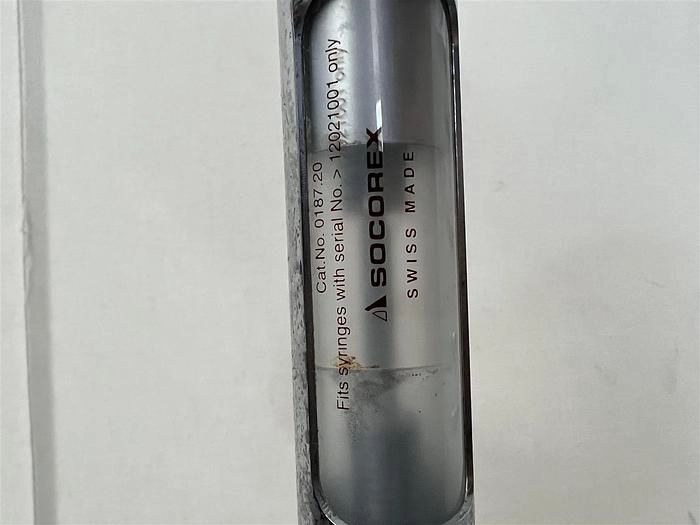 Cat.No. 0187.20
Fits syringes with serial No. > 12021001 only
SOCOREX
SWISS MADE